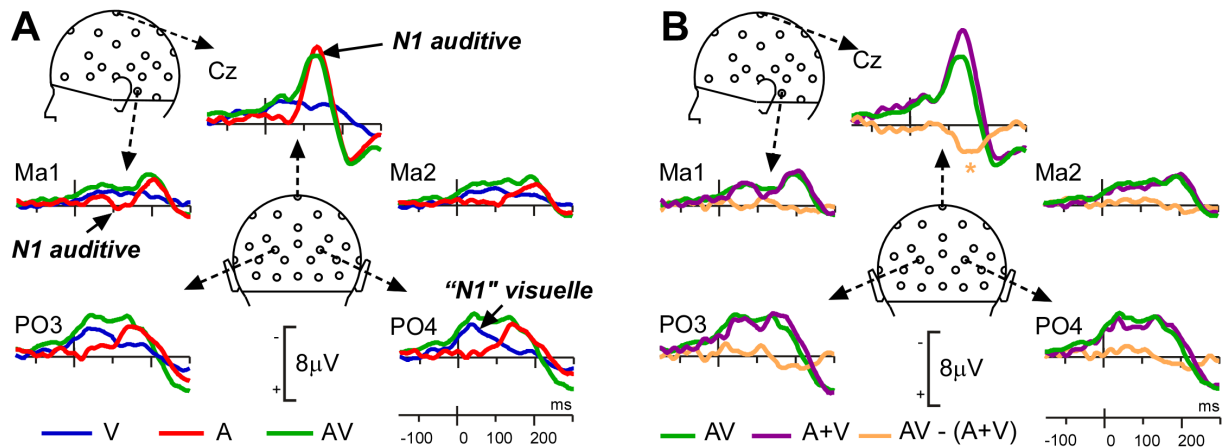 A
N1 auditive
Cz
Ma1
Ma2
N1 auditive
"N1" visuelle
PO3
PO4
-
8µV
+
ms
-100 0 100 200
V A AV
B
Cz
Ma1
Ma2
*
PO3
PO4
-
8µV
+
ms
-100 0 100 200
AV A+V AV - (A+V)